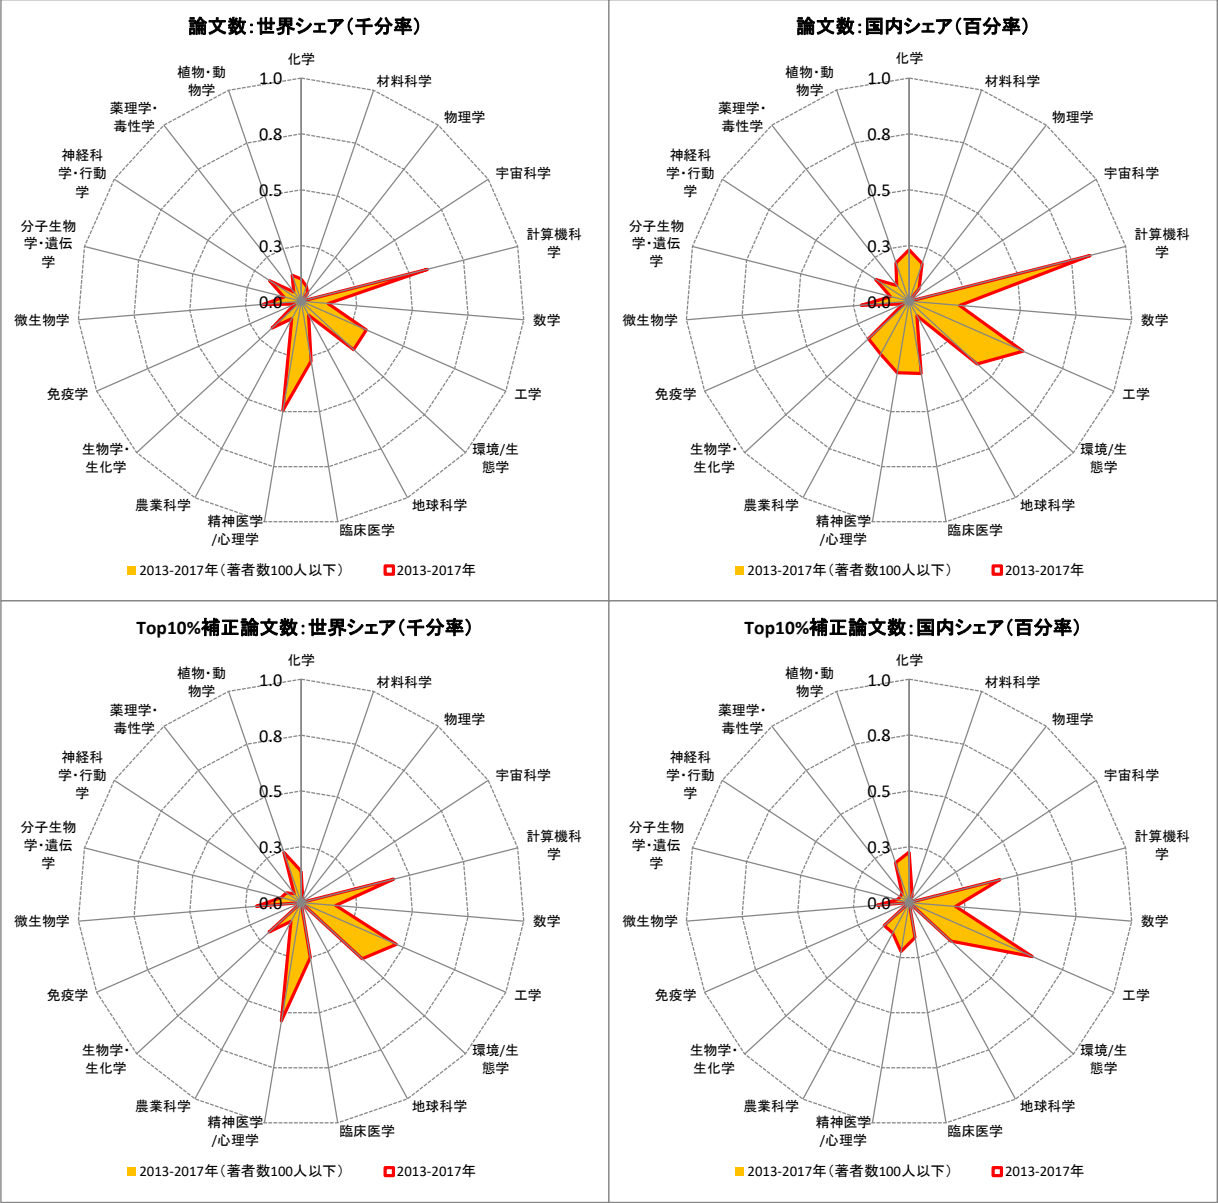 論文数：世界シェア（千分率）
化学
材料科学
物理学
宇宙科学
計算機科
学
数学
工学
環境/生
態学
地球科学
臨床医学
精神医学
/心理学
農業科学
生物学・
生化学
免疫学
微生物学
分子生物
学・遺伝
学
神経科
学・行動
学
薬理学・
毒性学
植物・動
物学
1.0
0.8
0.5
0.3
0.0
2013-2017年（著者数100人以下） 2013-2017年
論文数：国内シェア（百分率）
化学
材料科学
物理学
宇宙科学
計算機科
学
数学
工学
環境/生
態学
地球科学
臨床医学
精神医学
/心理学
農業科学
生物学・
生化学
免疫学
微生物学
分子生物
学・遺伝
学
神経科
学・行動
学
薬理学・
毒性学
植物・動
物学
1.0
0.8
0.5
0.3
0.0
2013-2017年（著者数100人以下） 2013-2017年
Top10%補正論文数：世界シェア（千分率）
化学
材料科学
物理学
宇宙科学
計算機科
学
数学
工学
環境/生
態学
地球科学
臨床医学
精神医学
/心理学
農業科学
生物学・
生化学
免疫学
微生物学
分子生物
学・遺伝
学
神経科
学・行動
学
薬理学・
毒性学
植物・動
物学
1.0
0.8
0.5
0.3
0.0
2013-2017年（著者数100人以下） 2013-2017年
Top10%補正論文数：国内シェア（百分率）
化学
材料科学
物理学
宇宙科学
計算機科
学
数学
工学
環境/生
態学
地球科学
臨床医学
精神医学
/心理学
農業科学
生物学・
生化学
免疫学
微生物学
分子生物
学・遺伝
学
神経科
学・行動
学
薬理学・
毒性学
植物・動
物学
1.0
0.8
0.5
0.3
0.0
2013-2017年（著者数100人以下） 2013-2017年